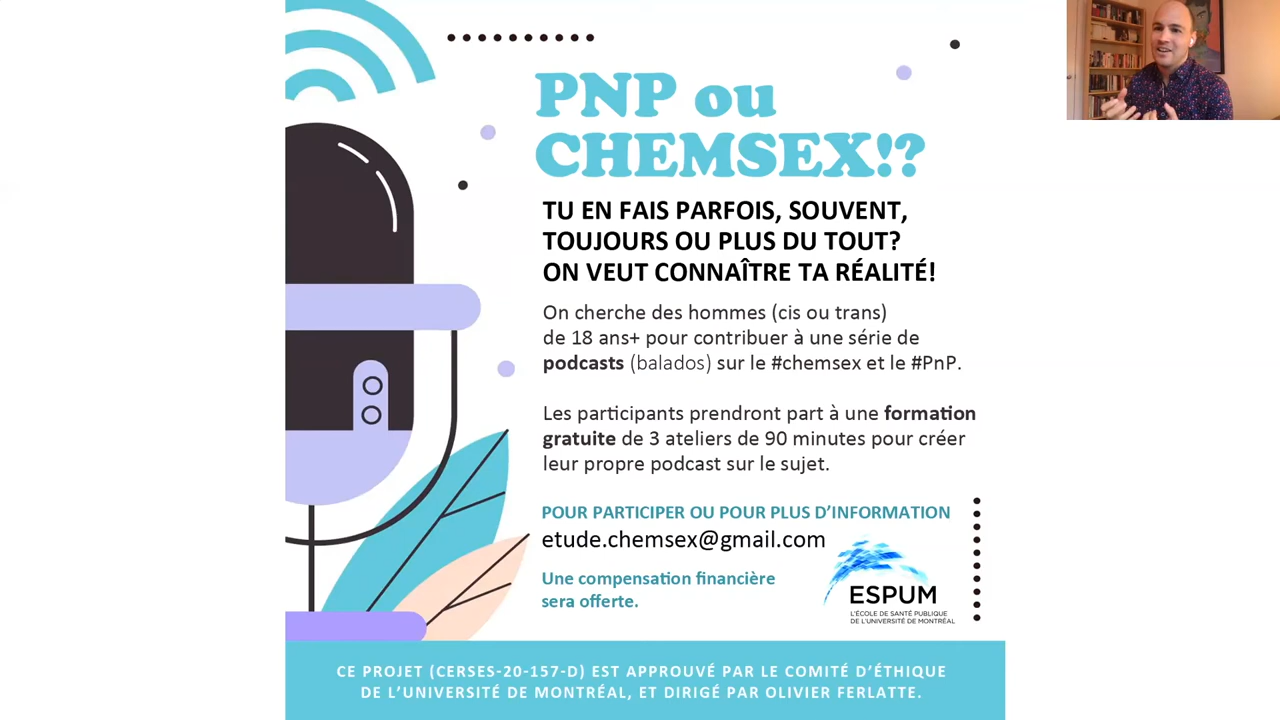 PNP ou
CHEMSEX!?
TU EN FAIS PARFOIS, SOUVENT,
TOUJOURS OU PLUS DU TOUT?
ON VEUT CONNAÎTRE TA RÉALITÉ!
On cherche des hommes (cis ou trans)
de 18 ans+ pour contribuer à une série de
podcasts (balados) sur le #chemsex et le #PnP.
Les participants prendront part à une formation
gratuite de 3 ateliers de 90 minutes pour créer
leur propre podcast sur le sujet.
POUR PARTICIPER OU POUR PLUS D’INFORMATION
etude.chemsex@gmail.com
Une compensation financière
sera offerte.
ESPUM
L’ÉCOLE DE SANTÉ PUBLIQUE
DE L’UNIVERSITÉ DE MONTRÉAL
CE PROJET (CERSES-20-157-D) EST APPROUVÉ PAR LE COMITÉ D’ÉTHIQUE
DE L’UNIVERSITÉ DE MONTRÉAL, ET DIRIGÉ PAR OLIVIER FERLATTE.